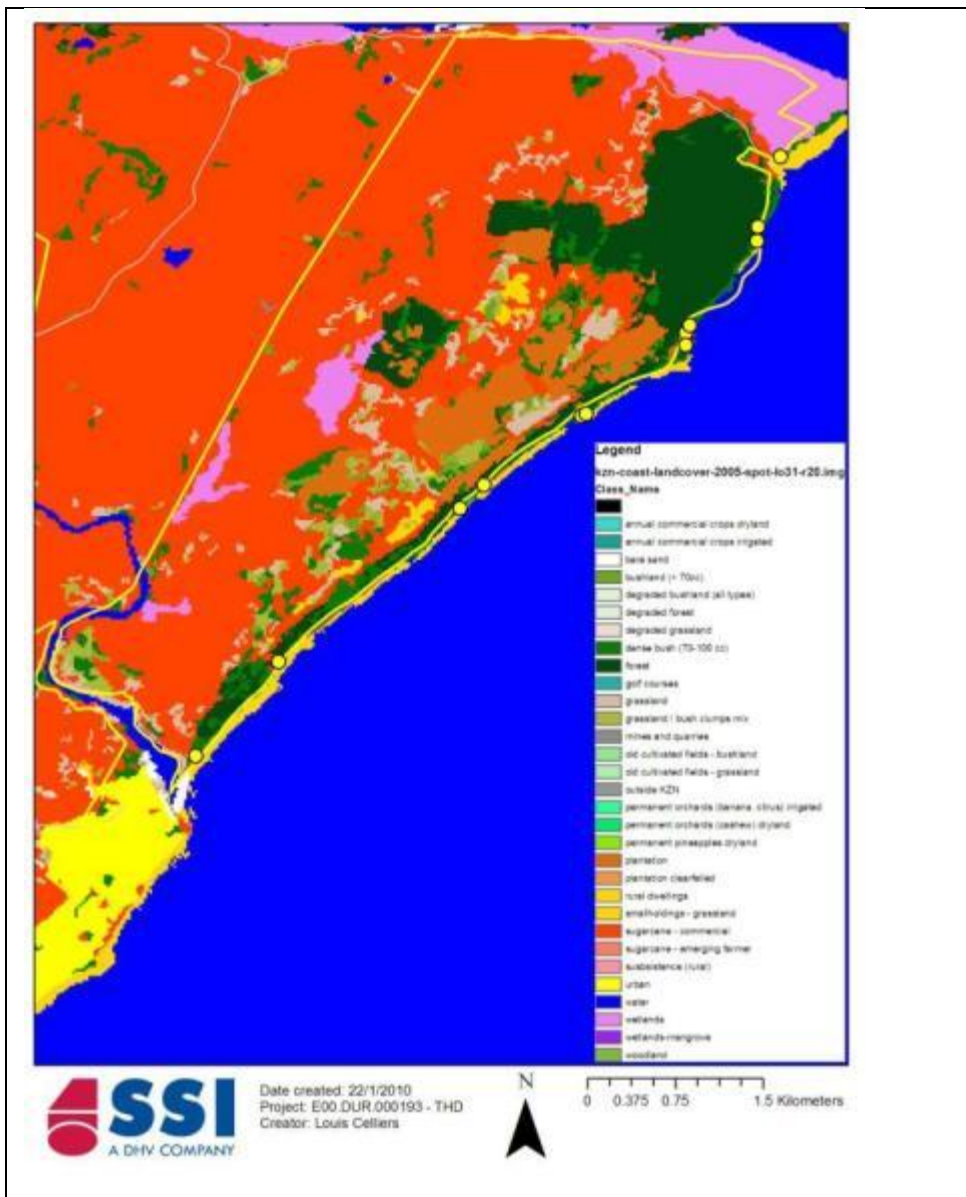 Legend
kzn-coast-landcover-2005-spot-lo31-r20.img
Class_Name
annual commercial crops dryland
annual commercial crops irrigated
bare sand
bushland (< 70cc)
degraded bushland (all types)
degraded forest
degraded grassland
dense bush (70-100 cc)
forest
golf courses
grassland
grassland / bush clumps mix
mines and quarries
old cultivated fields - bushland
old cultivated fields - grassland
outside KZN
permanent orchards (banana, citrus) irrigated
permanent orchards (cashew) dryland
permanent pineapples dryland
plantation
plantation clearfelled
rural dwellings
smallholdings - grassland
sugarcane - commercial
sugarcane - emerging farmer
subsistence (rural)
urban
water
wetlands
wetlands-mangrove
woodland
SSI
A DHV COMPANY
Date created: 22/1/2010
Project: E00.DUR.000193 - THD
Creator: Louis Celliers
N
0 0.375 0.75 1.5 Kilometers